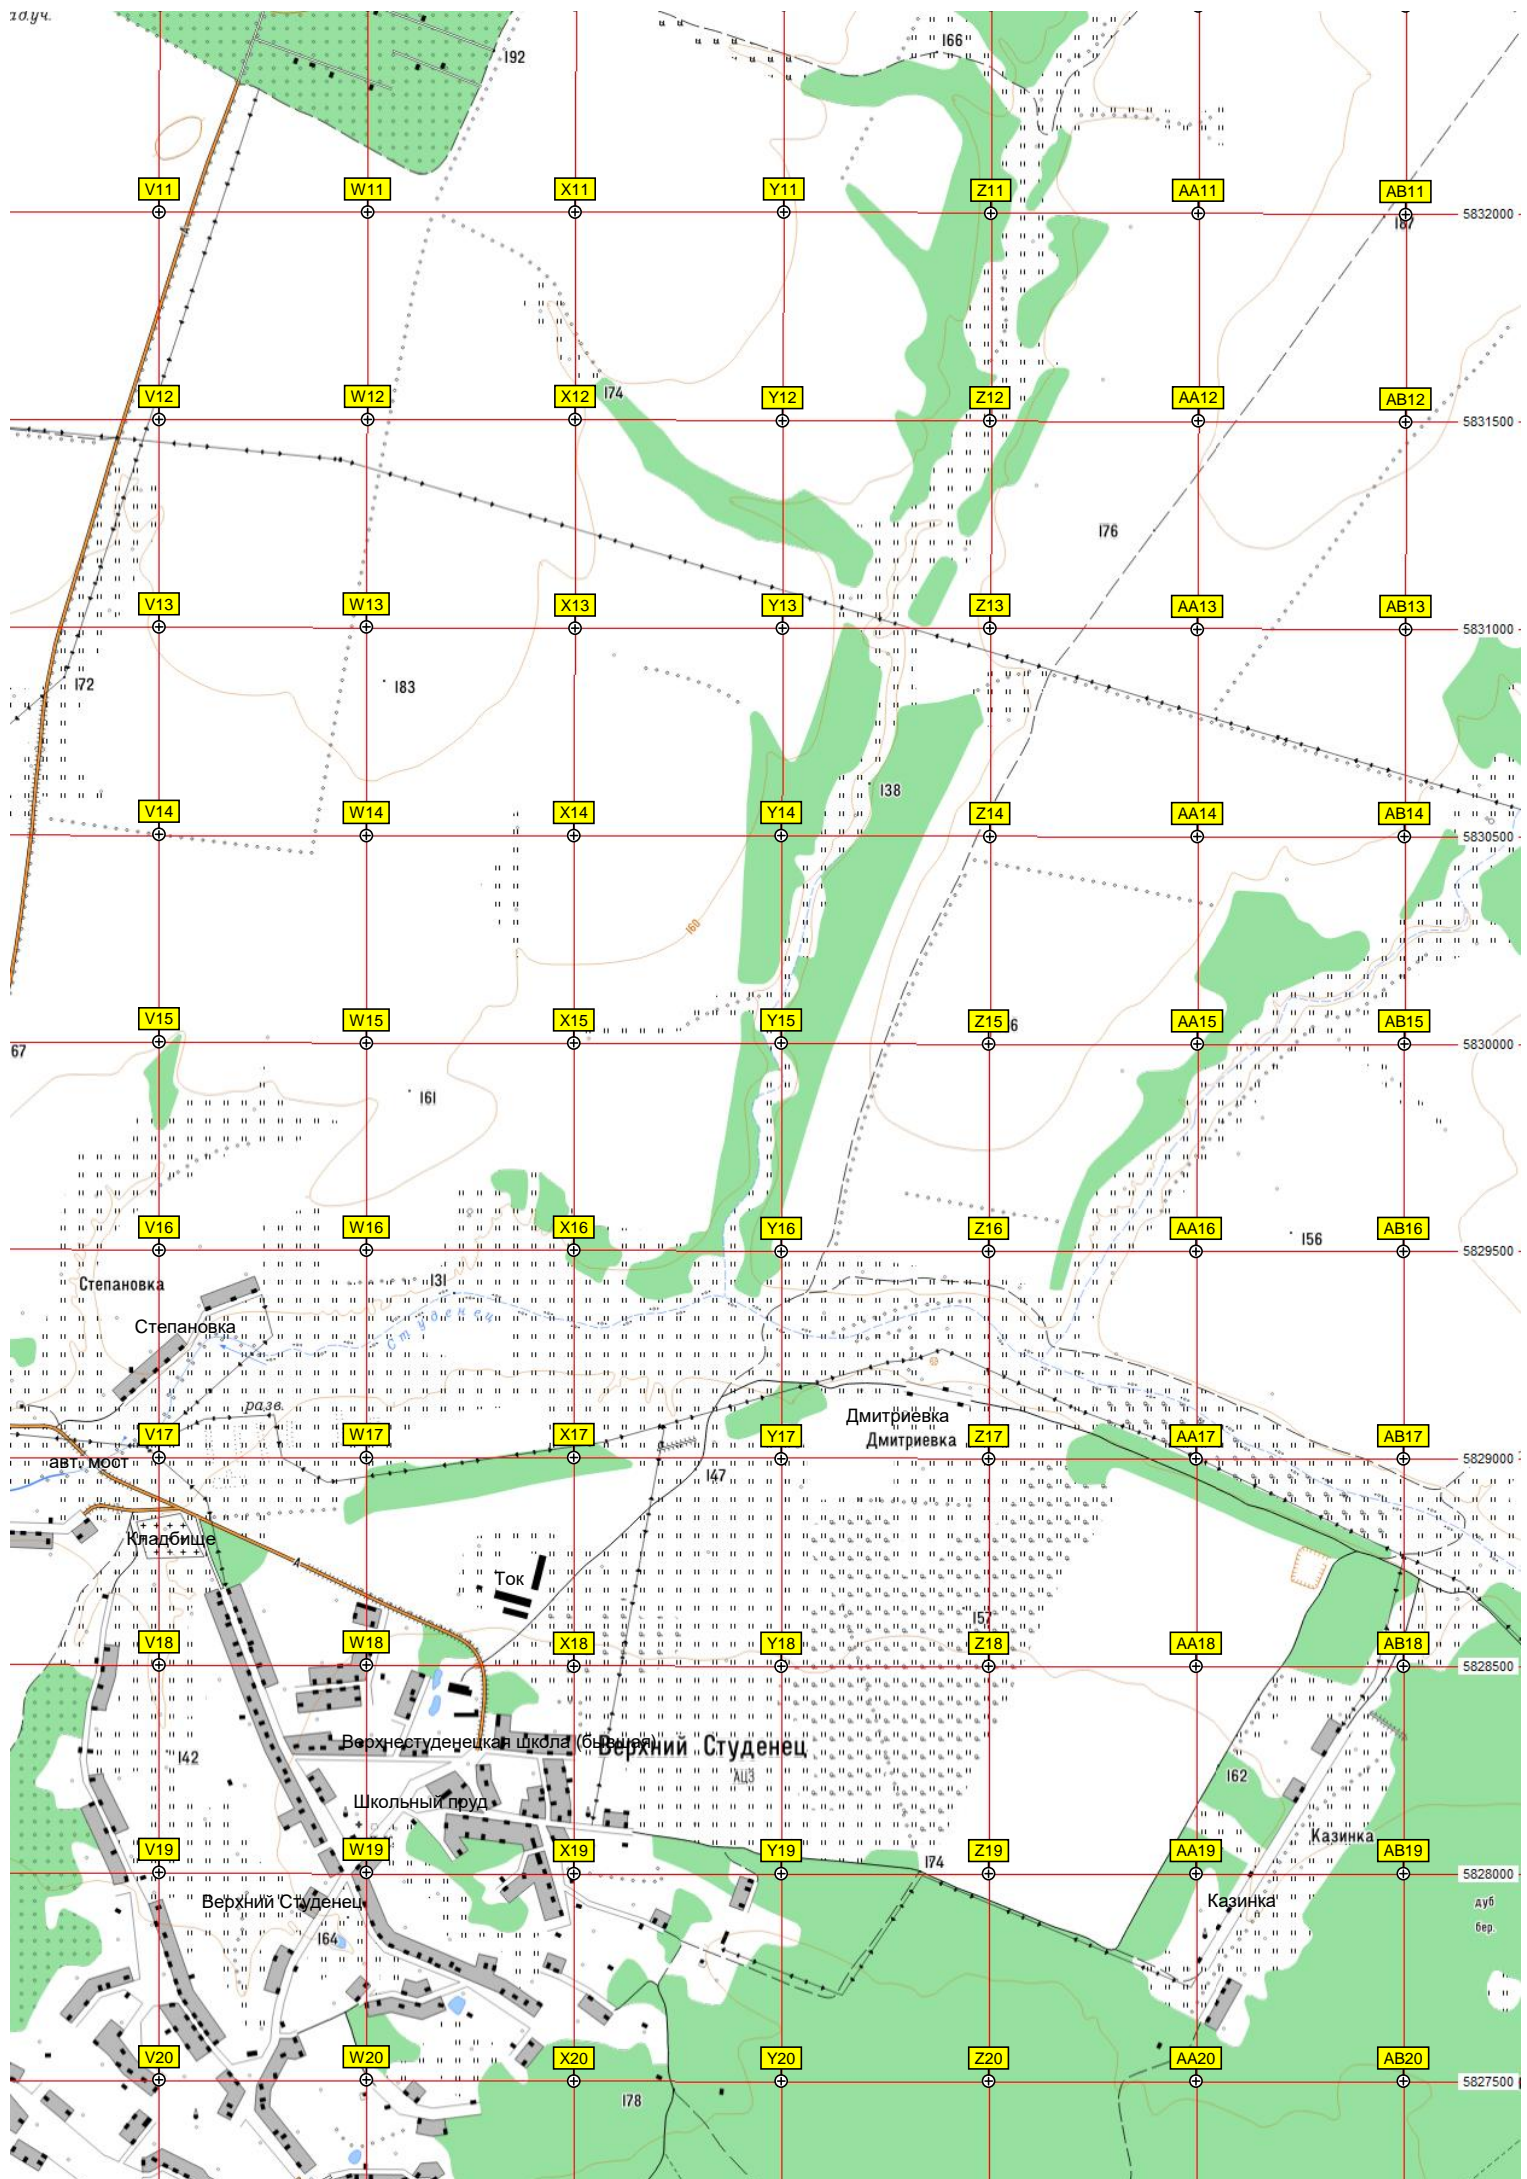 192
166
V11 W11 X11 Y11 Z11 AA11 AB11
5832000
187
174
V12 W12 X12 Y12 Z12 AA12 AB12
5831500
176
V13 W13 X13 Y13 Z13 AA13 AB13
5831000
172
183
138
V14 W14 X14 Y14 Z14 AA14 AB14
5830500
160
V15 W15 X15 Y15 Z15 6 AA15 AB15
5830000
67
161
V16 W16 X16 Y16 Z16 AA16 AB16
5829500
156
131
Степановка
Студенец
Степановка
разв.
Дмитриевка
Дмитриевка
V17 W17 X17 Y17 Z17 AA17 AB17
5829000
авт. мост
147
Кладбище
Ток
157
V18 W18 X18 Y18 Z18 AA18 AB18
5828500
Верхнестуденецкая школа (бывшая)
Верхний Студенец
АЦЗ
142
162
Школьный пруд
Казинка
V19 W19 X19 Y19 Z19 AA19 AB19
174
5828000
Верхний Студенец
Казинка
дуб
бер.
164
V20 W20 X20 Y20 Z20 AA20 AB20
5827500
178